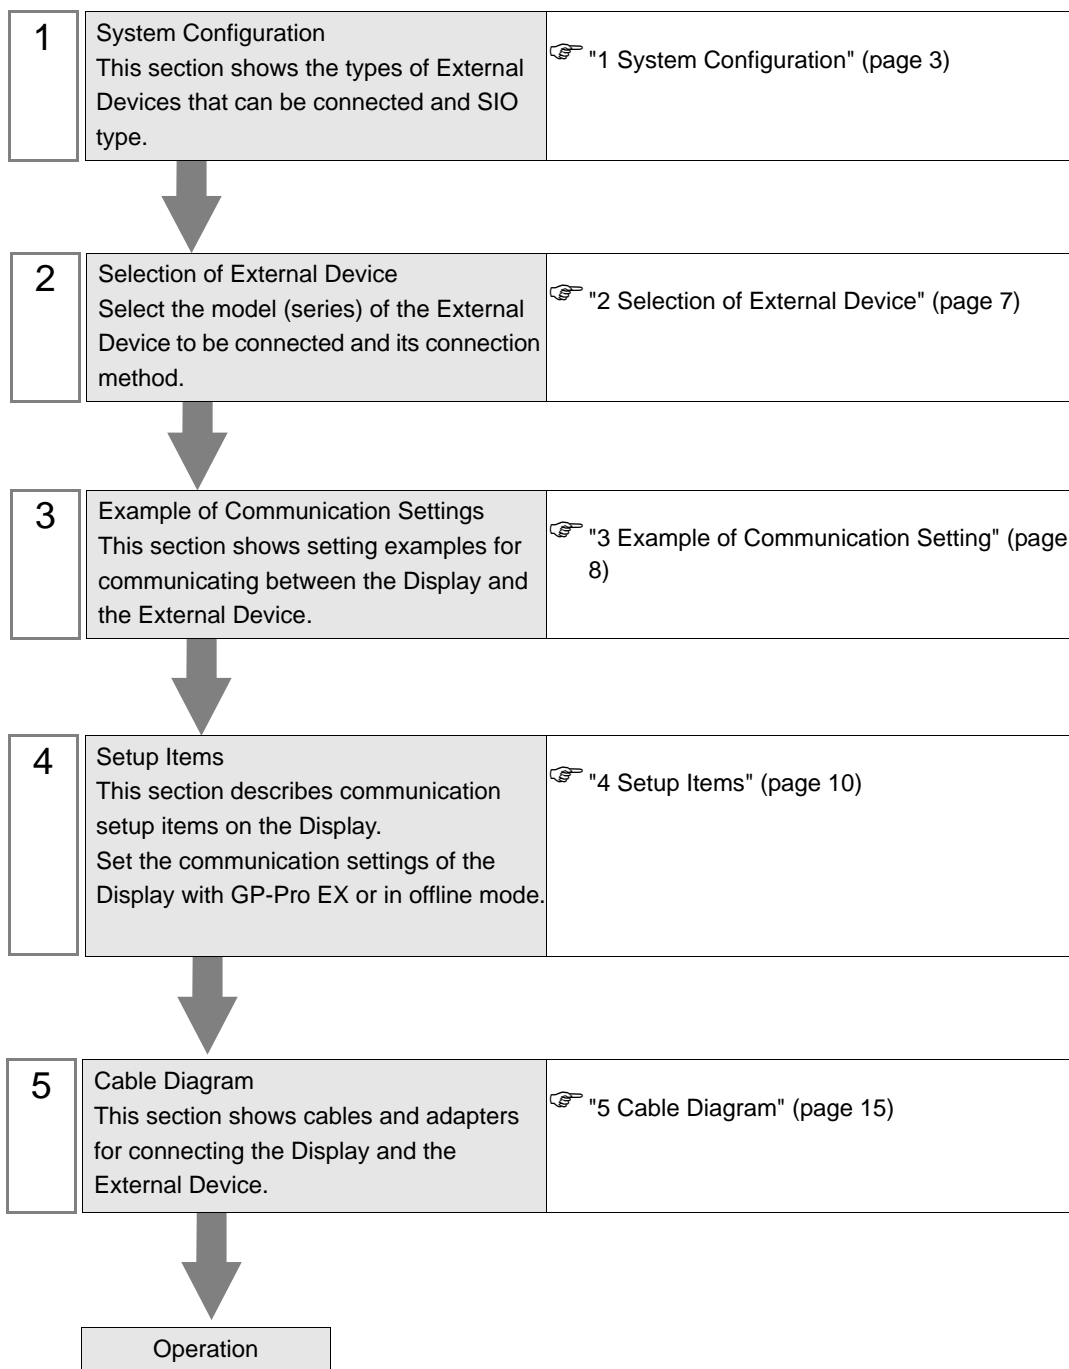 1
System Configuration
This section shows the types of External
Devices that can be connected and SIO
type.
"1 System Configuration" (page 3)
2
Selection of External Device
Select the model (series) of the External
Device to be connected and its connection
method.
"2 Selection of External Device" (page 7)
3
Example of Communication Settings
This section shows setting examples for
communicating between the Display and
the External Device.
"3 Example of Communication Setting" (page
8)
4
Setup Items
This section describes communication
setup items on the Display.
Set the communication settings of the
Display with GP-Pro EX or in offline mode.
"4 Setup Items" (page 10)
5
Cable Diagram
This section shows cables and adapters
for connecting the Display and the
External Device.
"5 Cable Diagram" (page 15)
Operation